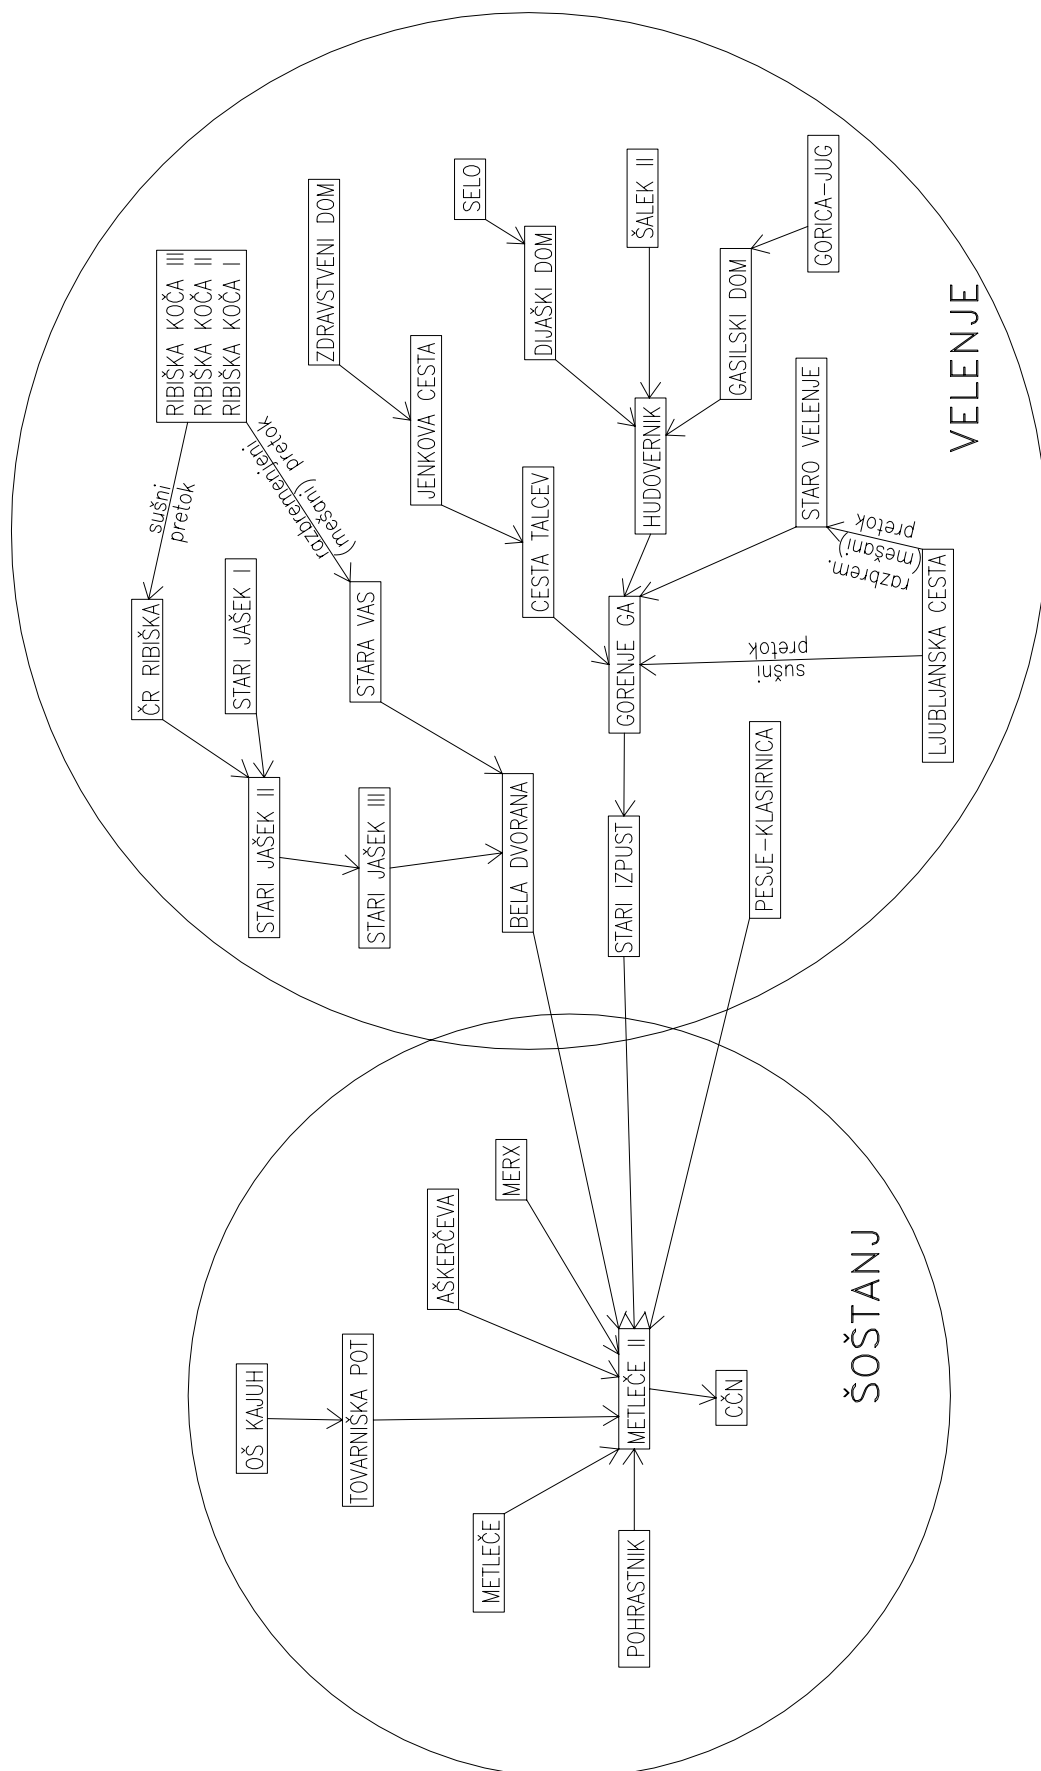 RIBIŠKA KOČA III
RIBIŠKA KOČA II
RIBIŠKA KOČA I
sušni
pretok
razbremenjeni
(mešani) pretok
ČR RIBIŠKA
STARI JAŠEK I
STARI JAŠEK II
STARI JAŠEK III
STARA VAS
BELA DVORANA
ZDRAVSTVENI DOM
JENKOVA CESTA
CESTA TALCEV
SELO
DIJAŠKI DOM
ŠALEK II
HUDOVERNIK
GASILSKI DOM
GORICA-JUG
STARO VELENJE
GORENJE GA
razbrem.
(mešani)
pretok
LJUBLJANSKA CESTA
sušni
pretok
STARI IZPUST
PESJE-KLASIRNICA
VELENJE
OŠ KAJUH
TOVARNIŠKA POT
AŠKERČEVA
MERX
METLEČE
METLEČE II
POHRASTNIK
CČN
ŠOŠTANJ